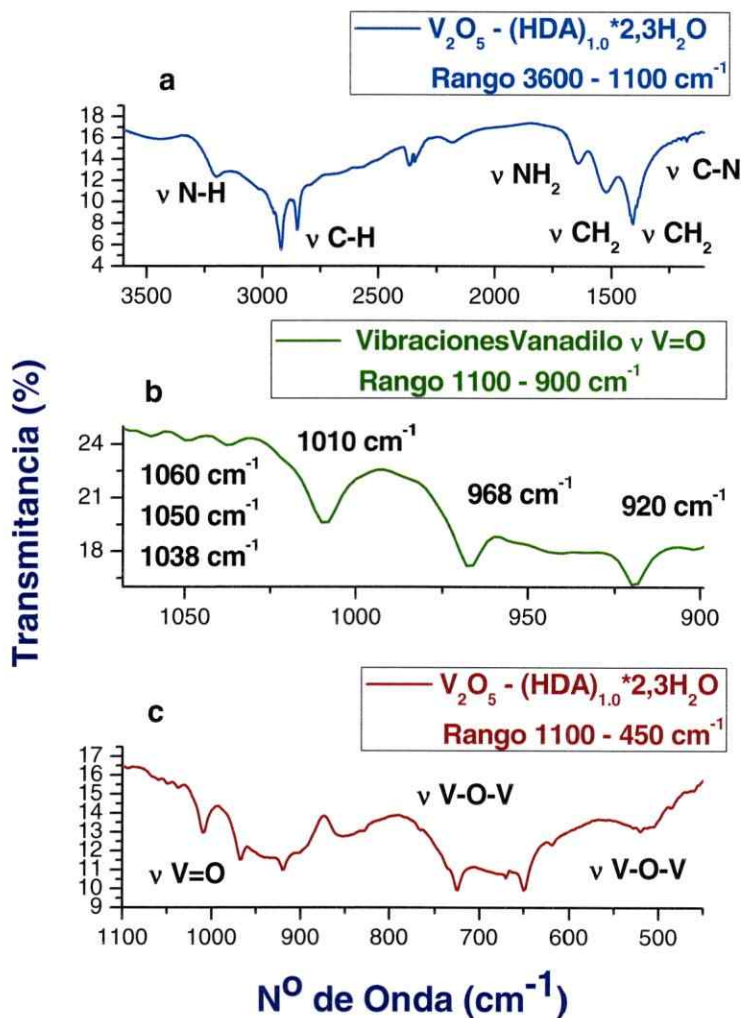 V₂O₅ - (HDA)₁.₀*2,3H₂O
Rango 3600 - 1100 cm⁻¹
a
18
16
14
12
10
8
6
4
ν N-H
ν C-H
ν NH₂
ν C-N
ν CH₂
ν CH₂
3500
3000
2500
2000
1500
VibracionesVanadilo ν V=O
Rango 1100 - 900 cm⁻¹
b
24
21
18
1060 cm⁻¹
1050 cm⁻¹
1038 cm⁻¹
1010 cm⁻¹
968 cm⁻¹
920 cm⁻¹
1050
1000
950
900
Transmitancia (%)
V₂O₅ - (HDA)₁.₀*2,3H₂O
Rango 1100 - 450 cm⁻¹
c
17
16
15
13
12
11
10
9
ν V=O
ν V-O-V
ν V-O-V
1100
1000
900
800
700
600
500
Nº de Onda (cm⁻¹)